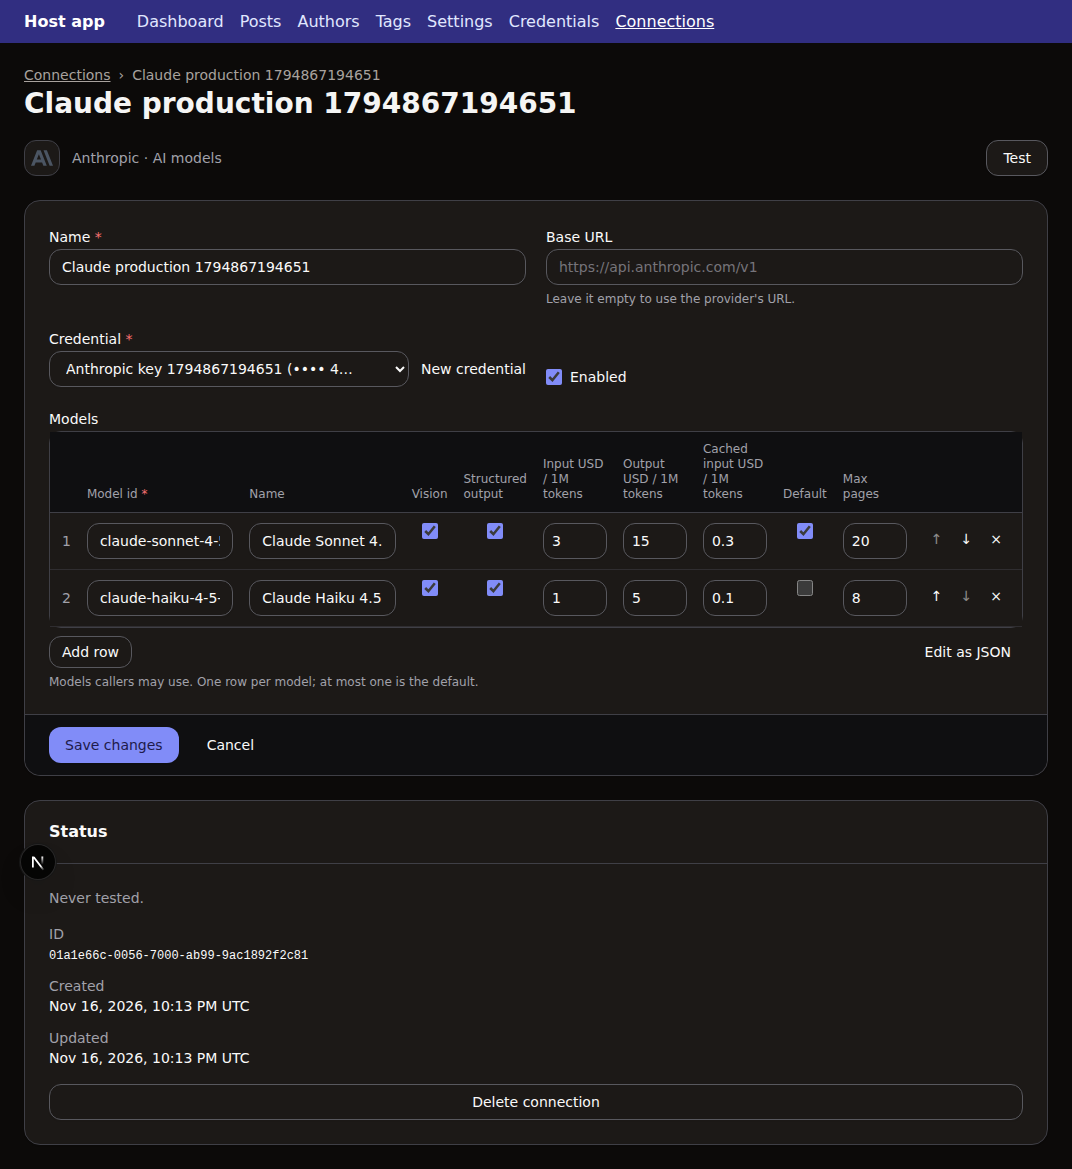 Host app Dashboard Posts Authors Tags Settings Credentials Connections
Connections › Claude production 1794867194651
Claude production 1794867194651
Anthropic · AI models
Test
Name *
Base URL
Claude production 1794867194651
https://api.anthropic.com/v1
Leave it empty to use the provider's URL.
Credential *
Anthropic key 1794867194651 (•••• 4...
New credential
Enabled
Models
Model id *
Name
Vision
Structured output
Input USD / 1M tokens
Output USD / 1M tokens
Cached input USD / 1M tokens
Default
Max pages
1 claude-sonnet-4- Claude Sonnet 4. 3 15 0.3 20 ↑ ↓ ×
2 claude-haiku-4-5- Claude Haiku 4.5 1 5 0.1 8 ↑ ↓ ×
Add row
Edit as JSON
Models callers may use. One row per model; at most one is the default.
Save changes
Cancel
Status
N
Never tested.
ID
01a1e66c-0056-7000-ab99-9ac1892f2c81
Created
Nov 16, 2026, 10:13 PM UTC
Updated
Nov 16, 2026, 10:13 PM UTC
Delete connection